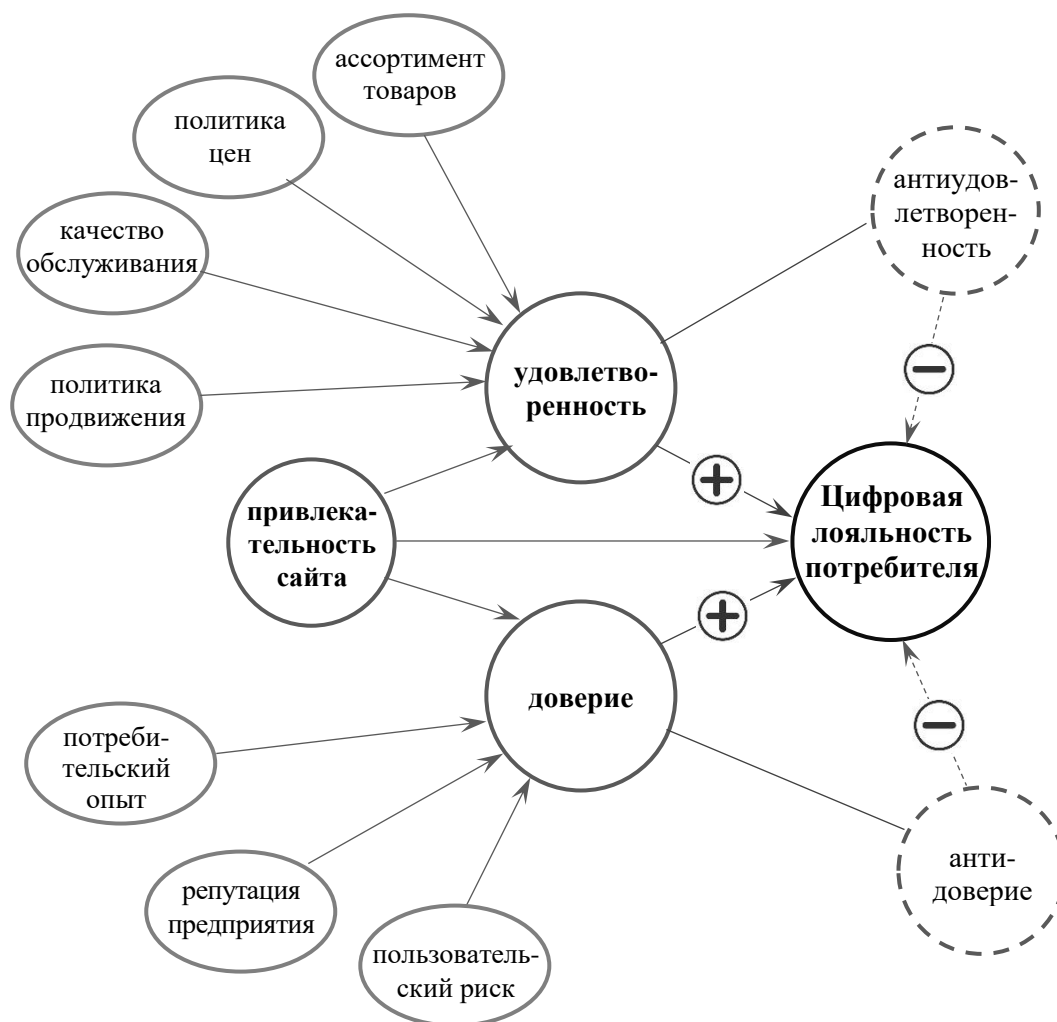 ассортимент
товаров
политика
цен
антиудов-
летворен-
ность
качество
обслуживания
удовлетво-
ренность
политика
продвижения
привлека-
тельность
сайта
Цифровая
лояльность
потребителя
доверие
потреби-
тельский
опыт
анти-
доверие
репутация
предприятия
пользователь-
ский риск